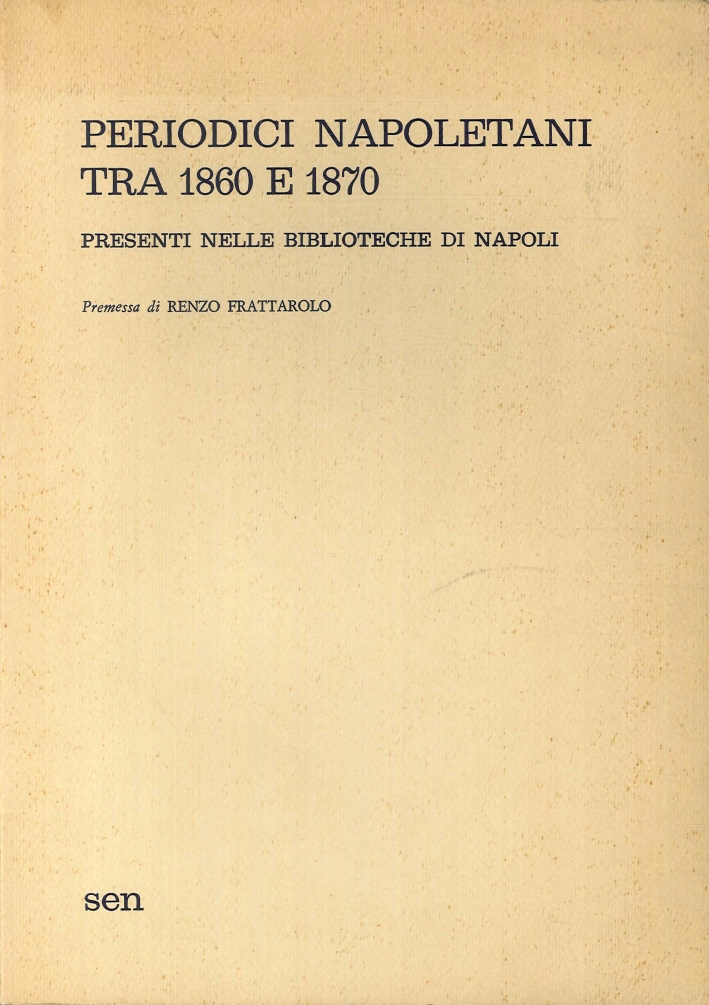 PERIODICI NAPOLETANI
TRA 1860 E 1870
PRESENTI NELLE BIBLIOTECHE DI NAPOLI
Premessa di RENZO FRATTAROLO
sen